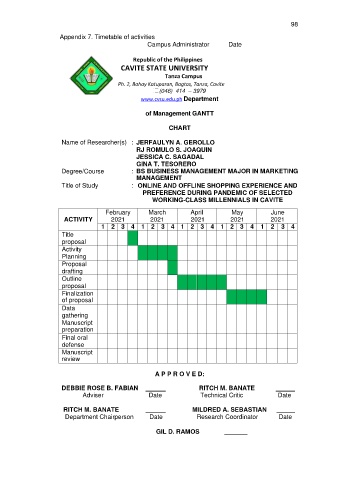 98
Appendix 7. Timetable of activities
Campus Administrator Date
Republic of the Philippines
CAVITE STATE UNIVERSITY
Tanza Campus
Ph. 2, Bahay Katuparan, Bagtas, Tanza, Cavite
(046) 414 – 3979
www.cvsu.edu.ph Department
of Management GANTT
CHART
Name of Researcher(s) : JERFAULYN A. GEROLLO
RJ ROMULO S. JOAQUIN
JESSICA C. SAGADAL
GINA T. TESORERO
Degree/Course : BS BUSINESS MANAGEMENT MAJOR IN MARKETING
MANAGEMENT
Title of Study : ONLINE AND OFFLINE SHOPPING EXPERIENCE AND
PREFERENCE DURING PANDEMIC OF SELECTED
WORKING-CLASS MILLENNIALS IN CAVITE
ACTIVITY February 2021 March 2021 April 2021 May 2021 June 2021
1 2 3 4 1 2 3 4 1 2 3 4 1 2 3 4 1 2 3 4
Title
proposal
Activity
Planning
Proposal
drafting
Outline
proposal
Finalization
of proposal
Data
gathering
Manuscript
preparation
Final oral
defense
Manuscript
review
A P P R O V E D:
DEBBIE ROSE B. FABIAN ______ RITCH M. BANATE ______
Adviser Date Technical Critic Date
RITCH M. BANATE ______ MILDRED A. SEBASTIAN ______
Department Chairperson Date Research Coordinator Date
GIL D. RAMOS _______